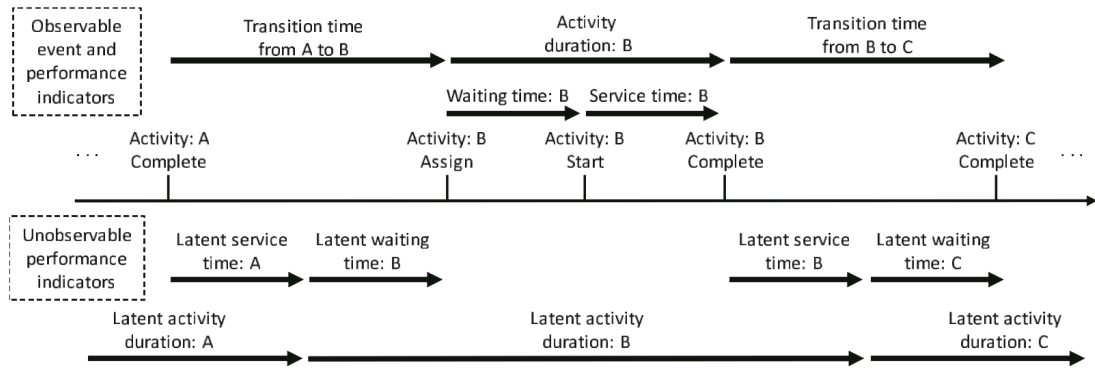 Observable
event and
performance
indicators
Transition time
from A to B
Activity
duration: B
Transition time
from B to C
Waiting time: B
Service time: B
. . .
Activity: A
Complete
Activity: B
Assign
Activity: B
Start
Activity: B
Complete
Activity: C
Complete
. . .
Unobservable
performance
indicators
Latent service
time: A
Latent waiting
time: B
Latent service
time: B
Latent waiting
time: C
Latent activity
duration: A
Latent activity
duration: B
Latent activity
duration: C